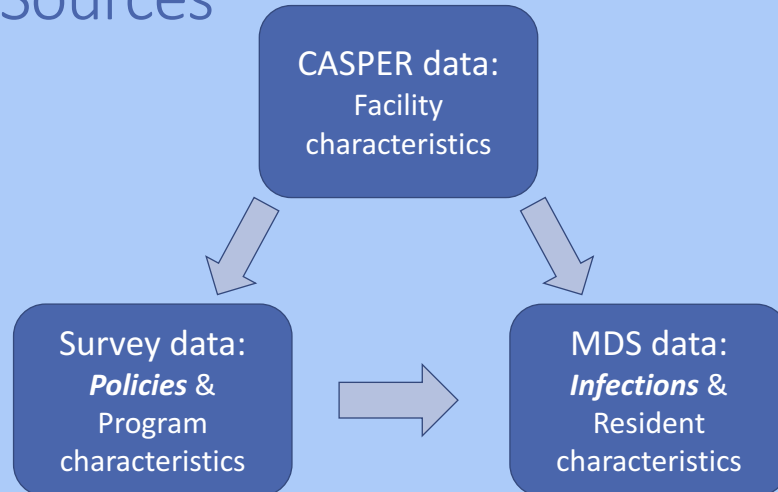 Sources
CASPER data:
Facility
characteristics
Survey data:
Policies &
Program
characteristics
MDS data:
Infections &
Resident
characteristics